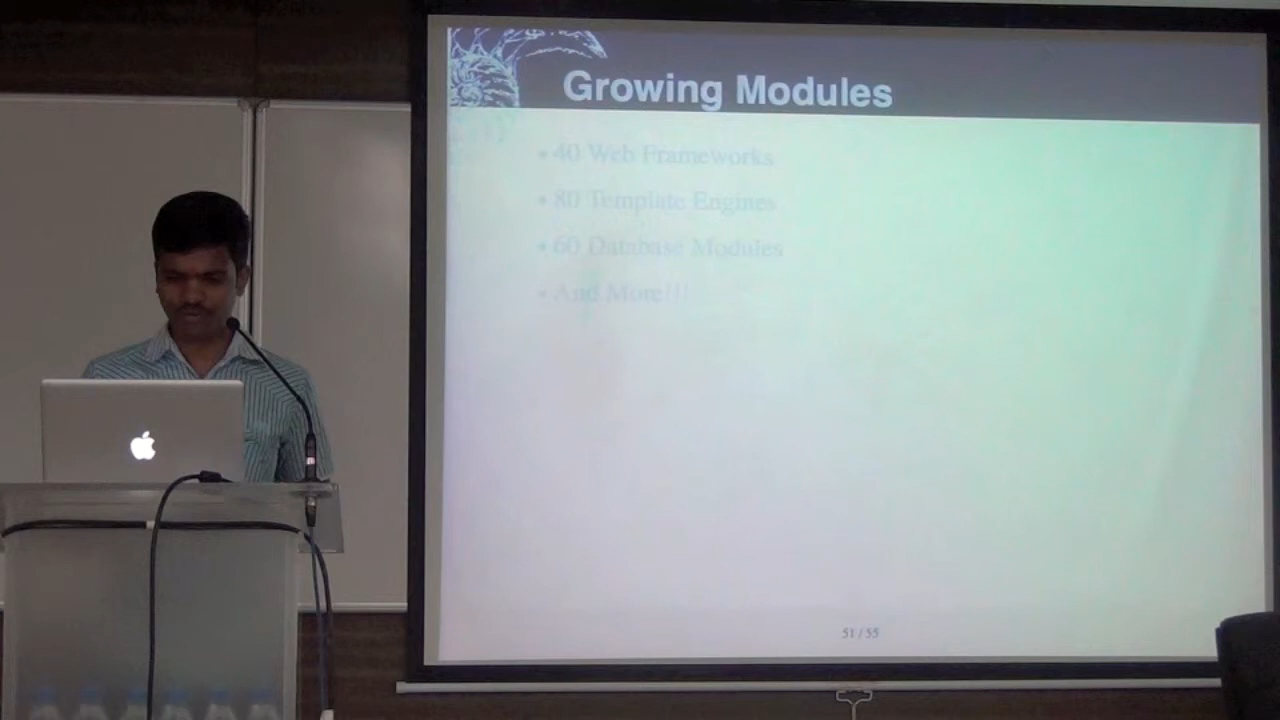 Growing Modules
• 40 Web Frameworks
• 80 Template Engines
• 60 Database Modules
• And More!!!
51 / 55